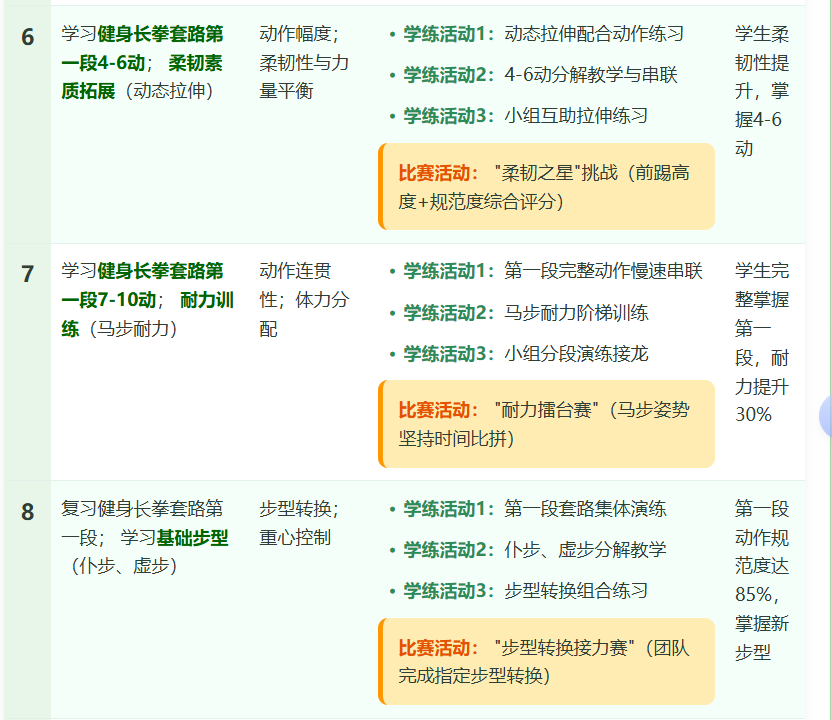 6
学习健身长拳套路第
一段4-6动； 柔韧素
质拓展（动态拉伸）
动作幅度；
柔韧性与力
量平衡
• 学练活动1：动态拉伸配合动作练习
• 学练活动2：4-6动分解教学与串联
• 学练活动3：小组互助拉伸练习
比赛活动： "柔韧之星"挑战（前踢高
度+规范度综合评分）
学生柔
韧性提
升，掌
握4-6
动
7
学习健身长拳套路第
一段7-10动； 耐力训
练（马步耐力）
动作连贯
性；体力分
配
• 学练活动1：第一段完整动作慢速串联
• 学练活动2：马步耐力阶梯训练
• 学练活动3：小组分段演练接龙
比赛活动： "耐力擂台赛"（马步姿势
坚持时间比拼）
学生完
整掌握
第一
段，耐
力提升
30%
8
复习健身长拳套路第
一段； 学习基础步型
（仆步、虚步）
步型转换；
重心控制
• 学练活动1：第一段套路集体演练
• 学练活动2：仆步、虚步分解教学
• 学练活动3：步型转换组合练习
比赛活动： "步型转换接力赛"（团队
完成指定步型转换）
第一段
动作规
范度达
85%，
掌握新
步型